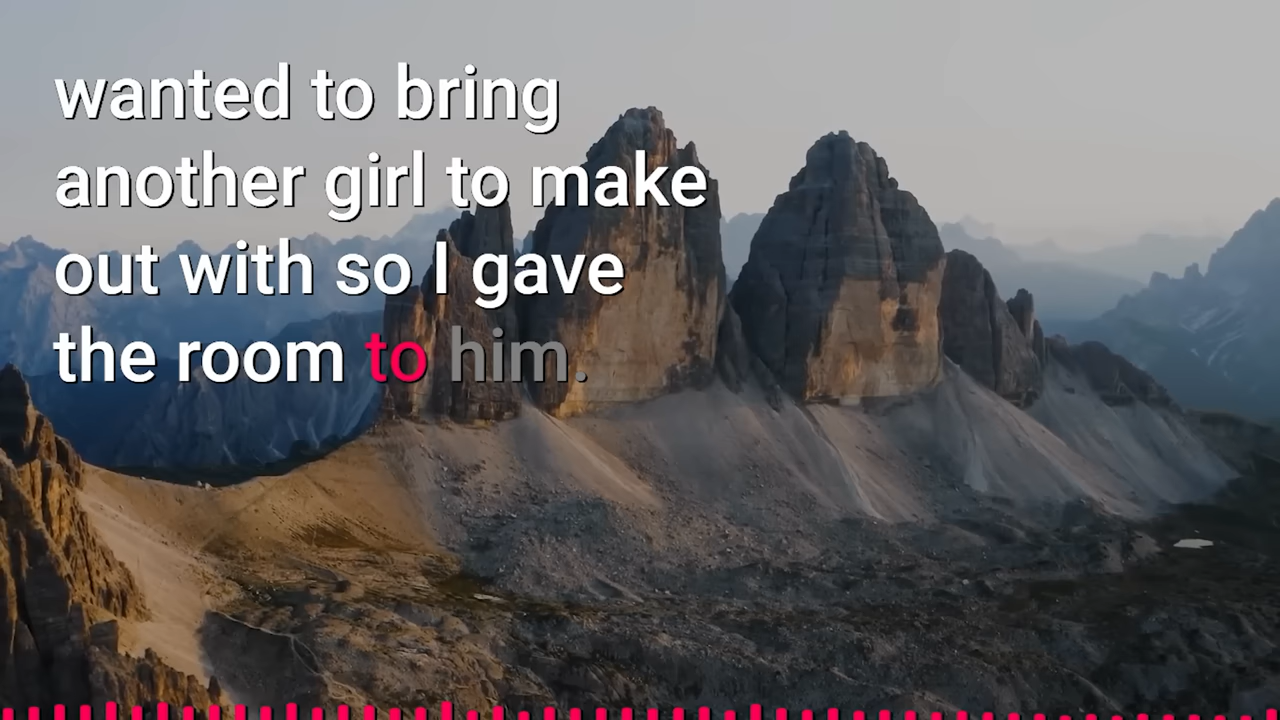 wanted to bring
another girl to make
out with so I gave
the room to him.